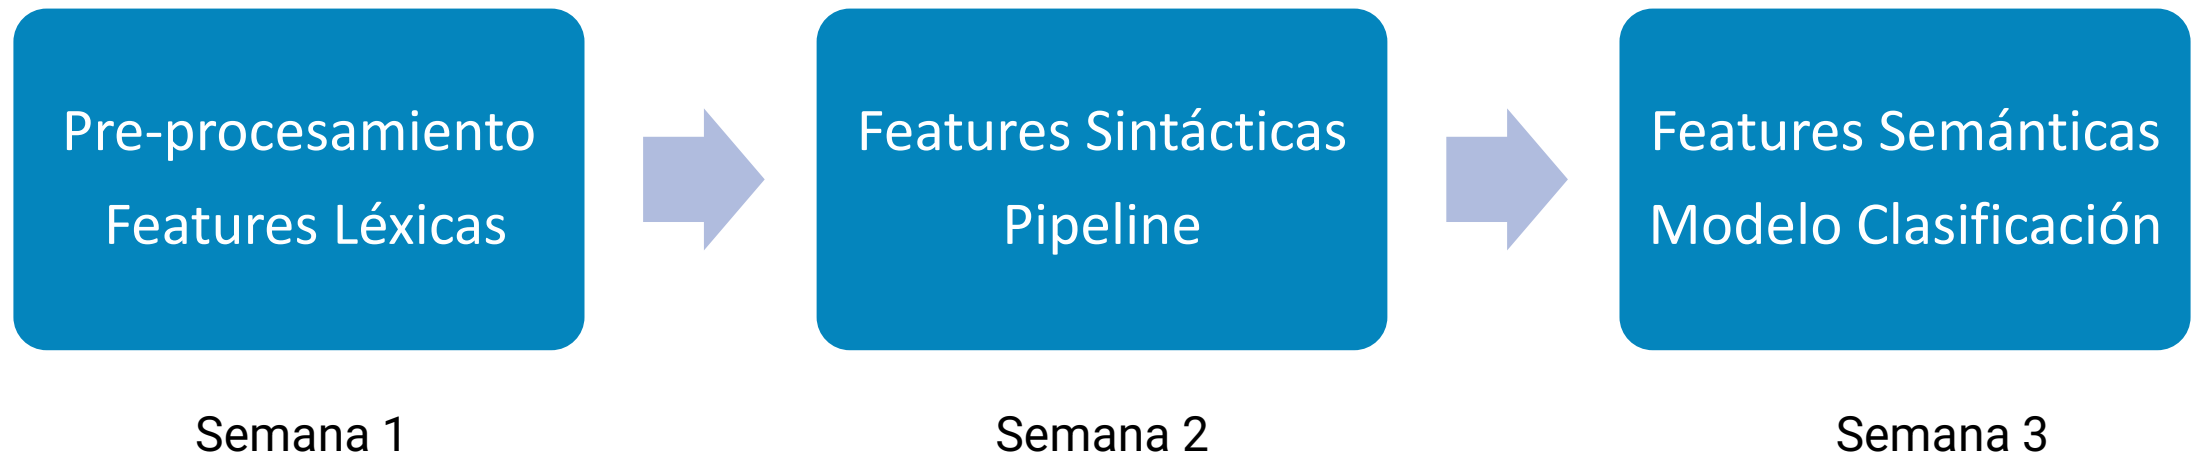 Pre-procesamiento
Features Léxicas
Features Sintácticas
Pipeline
Features Semánticas
Modelo Clasificación
Semana 1
Semana 2
Semana 3